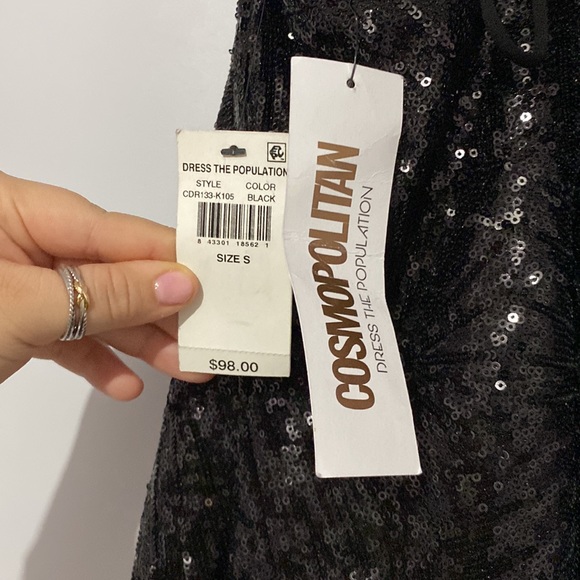 DRESS THE POPULATION
STYLE COLOR
CDR133-K105 BLACK
8 43301 18562 1
SIZE S
$98.00
COSMOPOLITAN
DRESS THE POPULATION